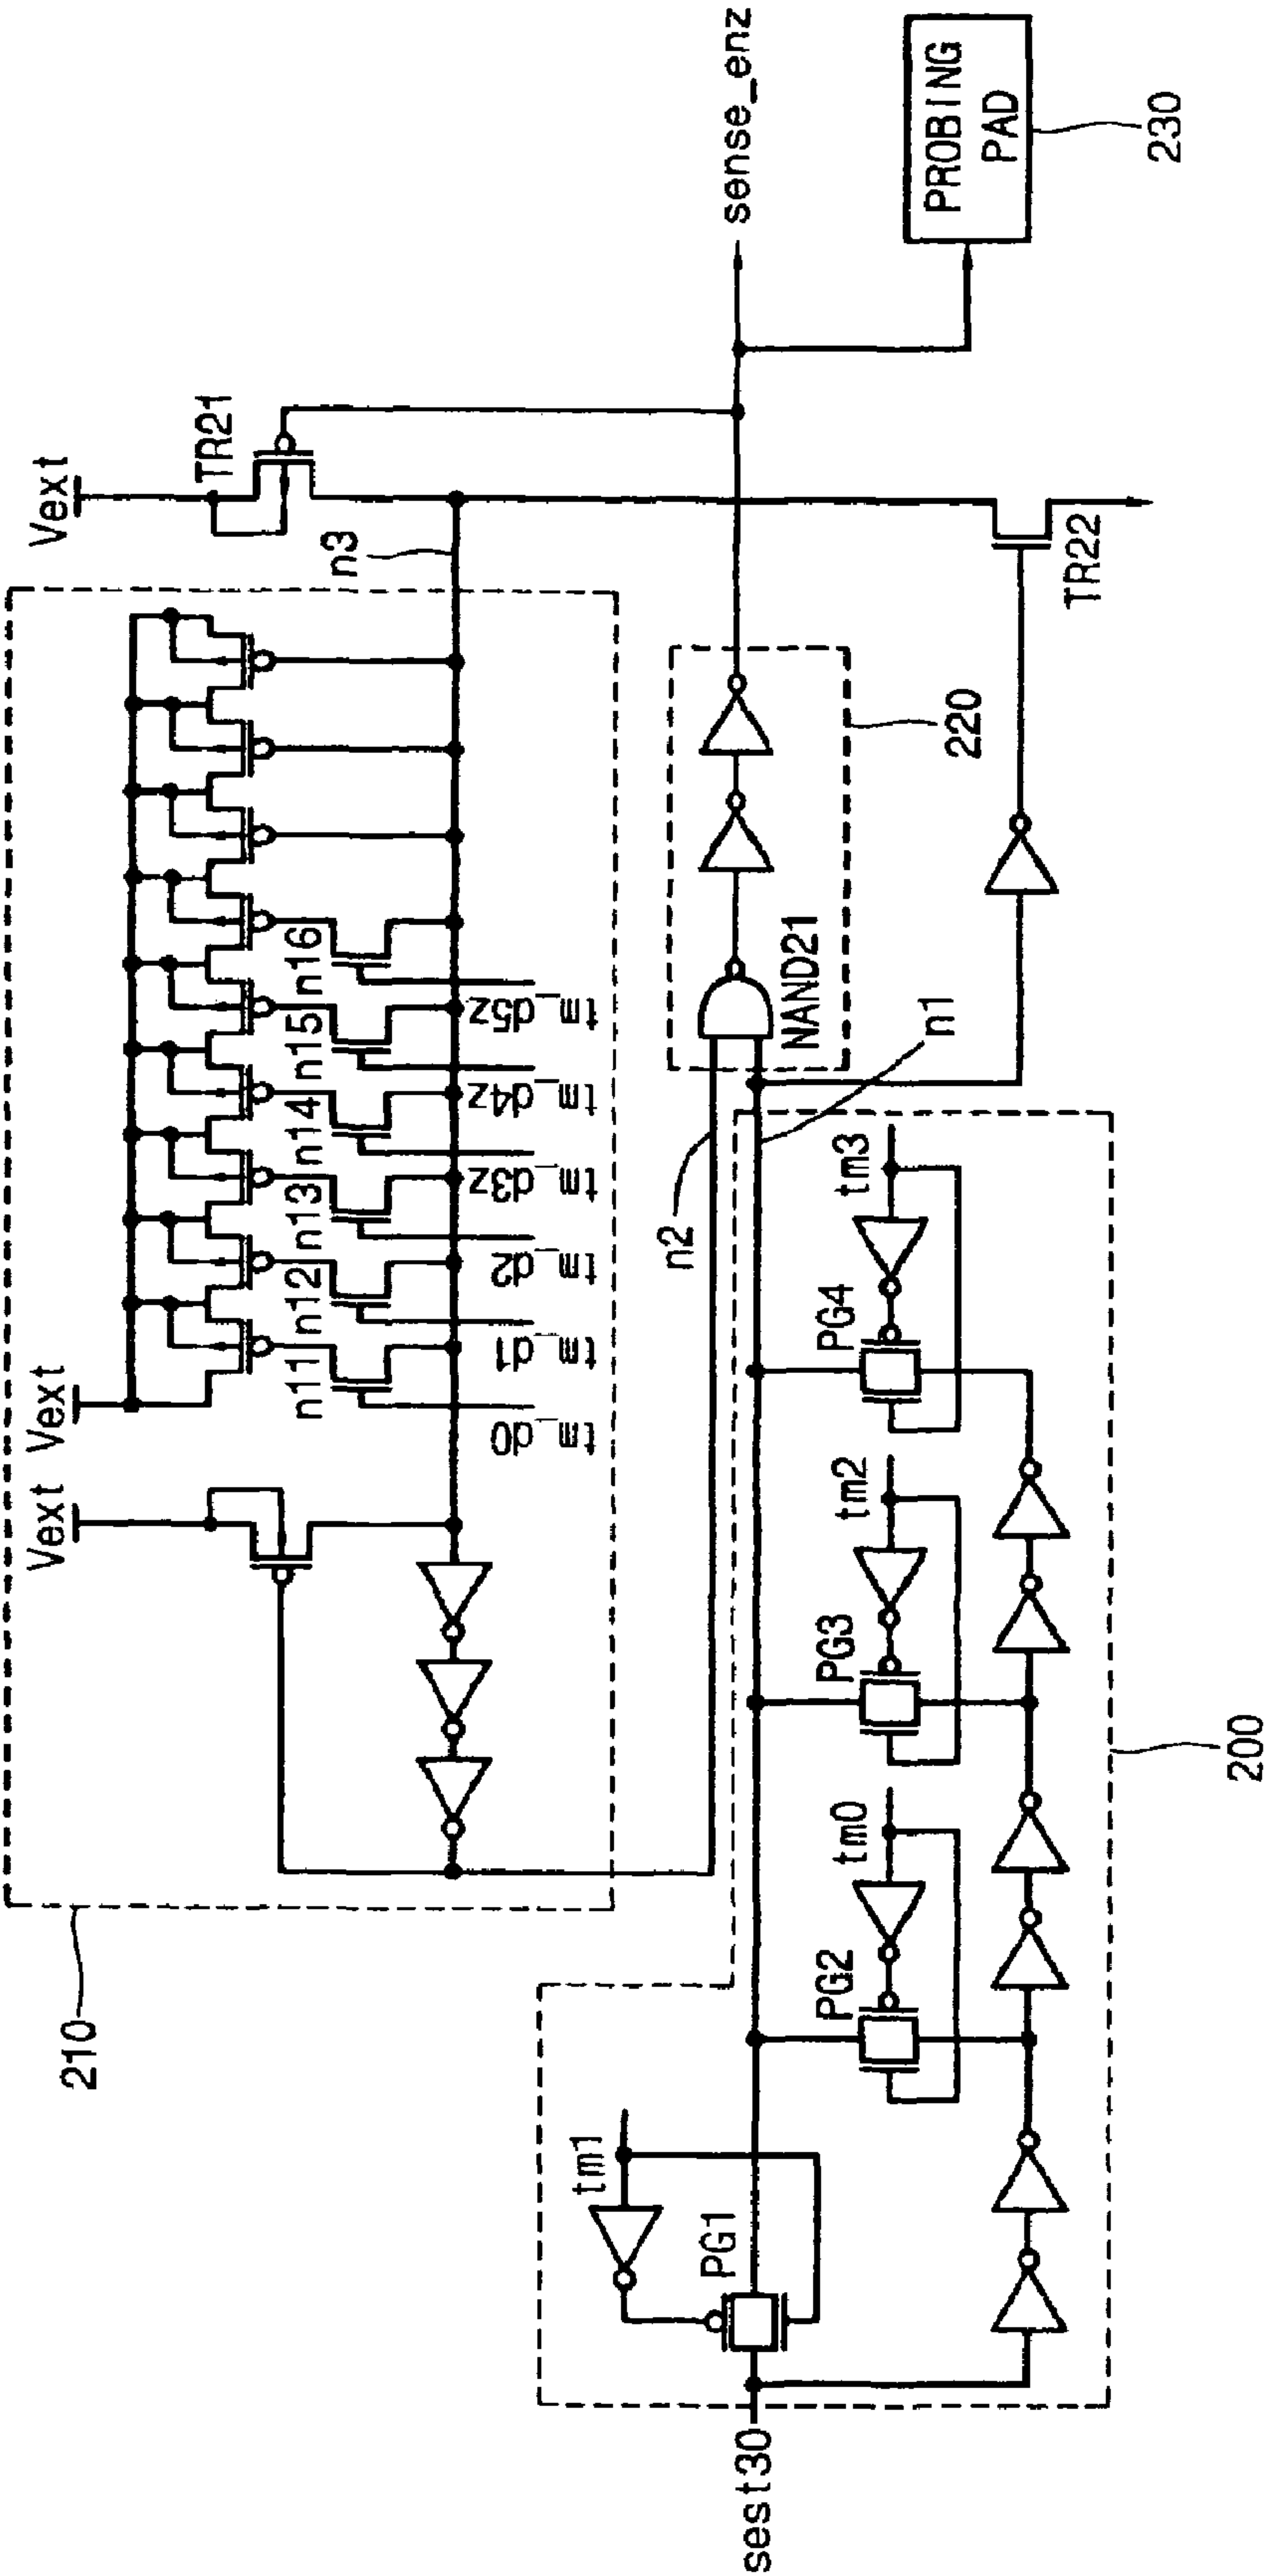 210
Vext
Vext
Vext
TR21
n3
n11
n12
n13
n14
n15
n16
tm_d0
tm_d1
tm_d2
tm_d3z
tm_d4z
tm_d5z
sense_enz
PROBING
PAD
230
220
NAND21
n2
n1
TR22
sest30
tm1
PG1
tm0
PG2
tm2
PG3
tm3
PG4
200